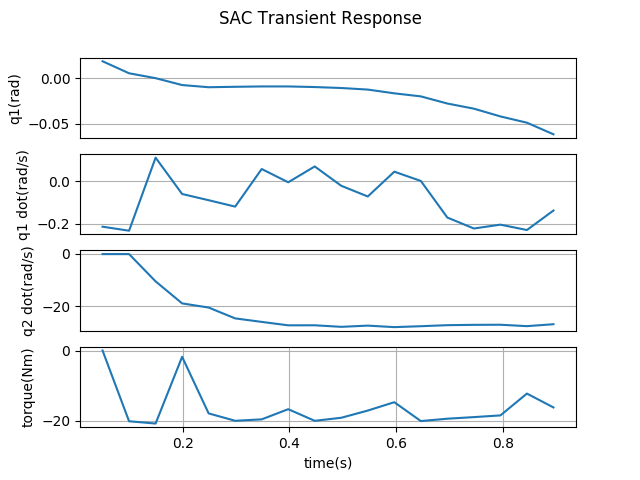 SAC Transient Response
q1(rad)
0.00
−0.05
q1 dot(rad/s)
0.0
−0.2
q2 dot(rad/s)
0
−20
torque(Nm)
0
−20
0.2 0.4 0.6 0.8
time(s)